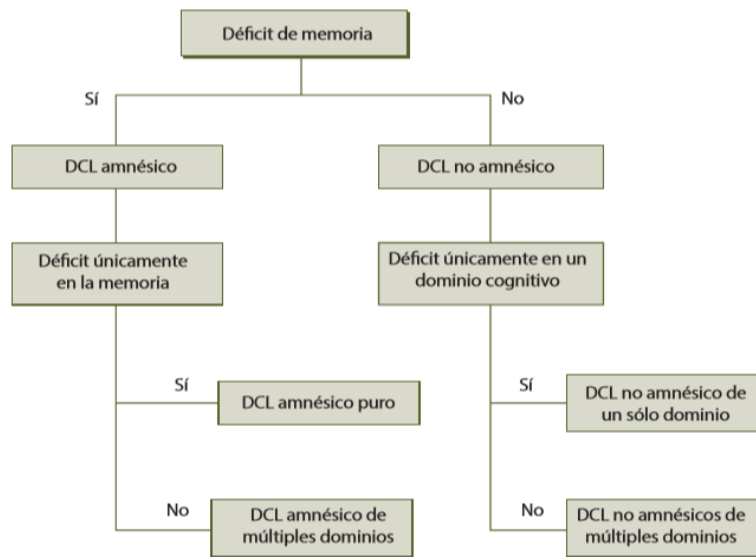 Déficit de memoria
Sí
No
DCL amnésico
DCL no amnésico
Déficit únicamente
en la memoria
Déficit únicamente en un
dominio cognitivo
Sí
DCL amnésico puro
Sí
DCL no amnésico de
un sólo dominio
No
DCL amnésico de
múltiples dominios
No
DCL no amnésicos de
múltiples dominios